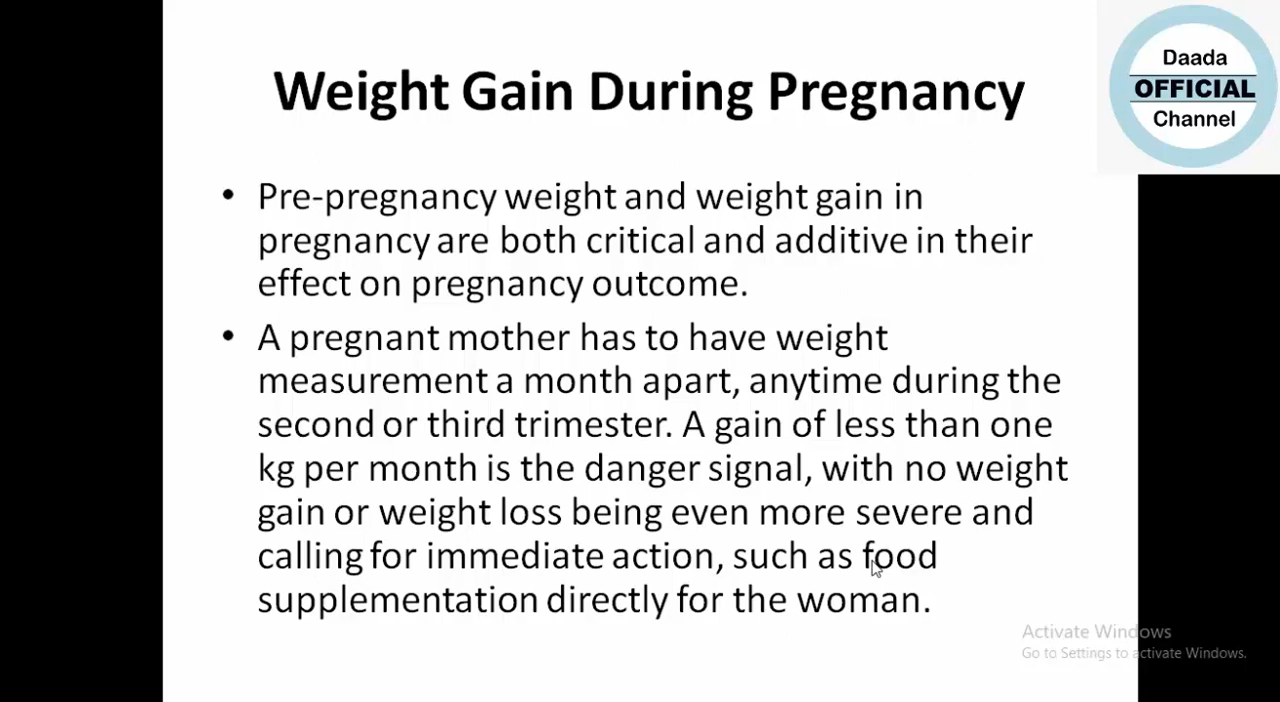 Weight Gain During Pregnancy
Daada
OFFICIAL
Channel
• Pre-pregnancy weight and weight gain in
pregnancy are both critical and additive in their
effect on pregnancy outcome.
• A pregnant mother has to have weight
measurement a month apart, anytime during the
second or third trimester. A gain of less than one
kg per month is the danger signal, with no weight
gain or weight loss being even more severe and
calling for immediate action, such as food
supplementation directly for the woman.
Activate Windows
Go to Settings to activate Windows.